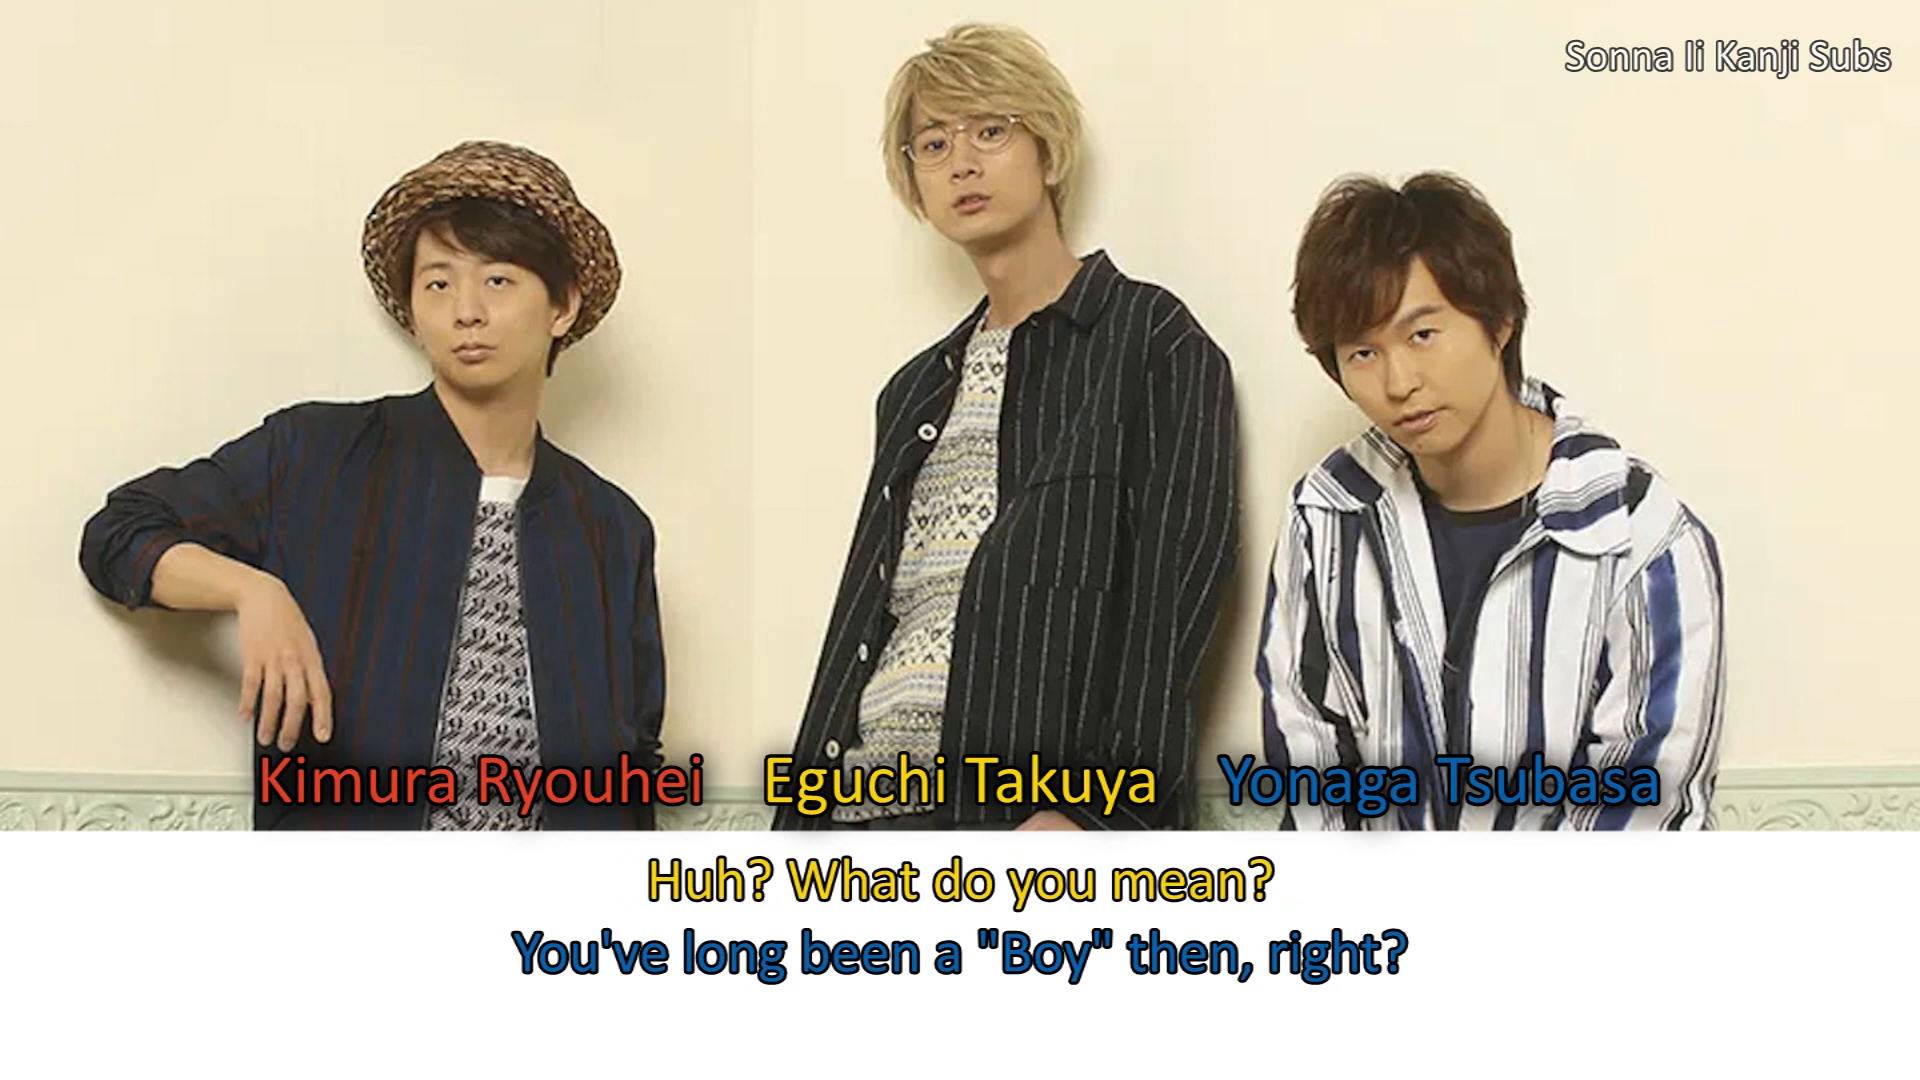 Sonna Ii Kanji Subs
Kimura Ryouhei Eguchi Takuya Yonaga Tsubasa
Huh? What do you mean?
You've long been a "Boy" then, right?